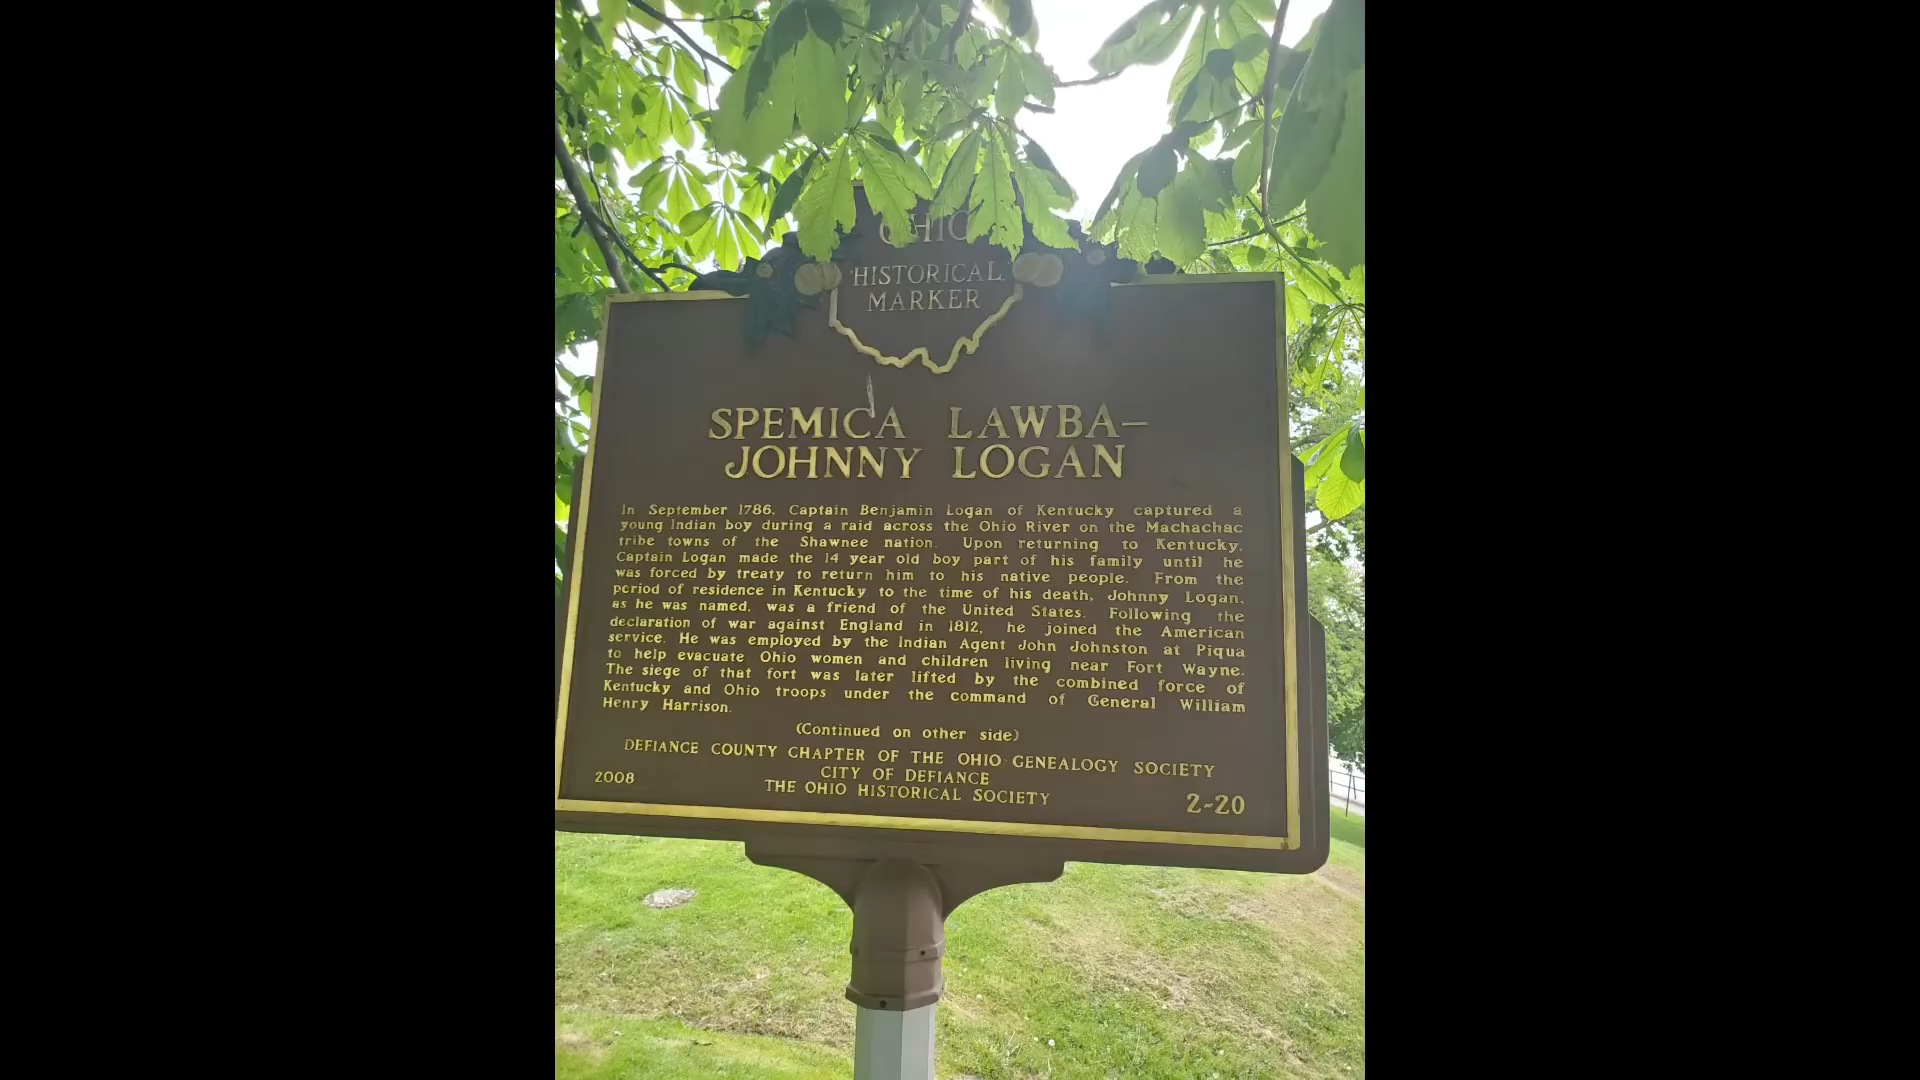 OHIO
HISTORICAL
MARKER
SPEMICA LAWBA–
JOHNNY LOGAN
In September 1786, Captain Benjamin Logan of Kentucky captured a
young Indian boy during a raid across the Ohio River on the Machachac
tribe towns of the Shawnee nation. Upon returning to Kentucky,
Captain Logan made the 14 year old boy part of his family until he
was forced by treaty to return him to his native people. From the
period of residence in Kentucky to the time of his death, Johnny Logan,
as he was named, was a friend of the United States. Following the
declaration of war against England in 1812, he joined the American
service. He was employed by the Indian Agent John Johnston at Piqua
to help evacuate Ohio women and children living near Fort Wayne.
The siege of that fort was later lifted by the combined force of
Kentucky and Ohio troops under the command of General William
Henry Harrison.
(Continued on other side)
DEFIANCE COUNTY CHAPTER OF THE OHIO GENEALOGY SOCIETY
CITY OF DEFIANCE
THE OHIO HISTORICAL SOCIETY
2008
2-20